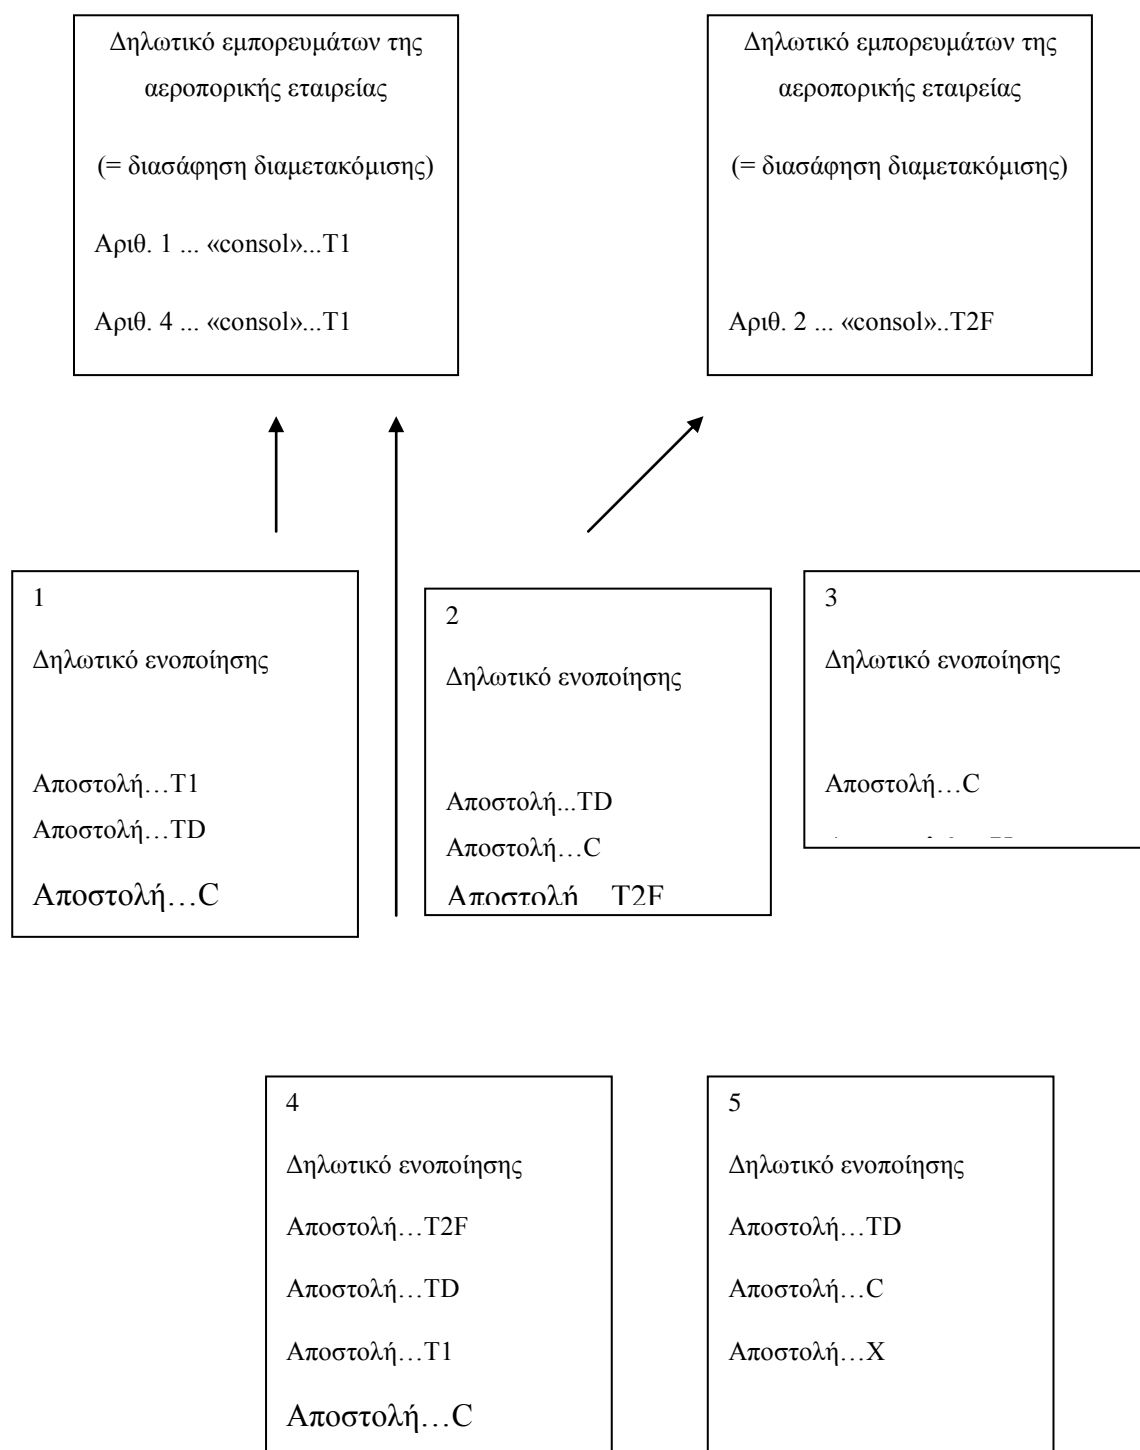 Δηλωτικό εμπορευμάτων της
αεροπορικής εταιρείας
(= διασάφηση διαμετακόμισης)
Αριθ. 1 ... «consol»...T1
Αριθ. 4 ... «consol»...T1
Δηλωτικό εμπορευμάτων της
αεροπορικής εταιρείας
(= διασάφηση διαμετακόμισης)
Αριθ. 2 ... «consol»..T2F
1
Δηλωτικό ενοποίησης
Αποστολή…T1
Αποστολή…TD
Αποστολή…C
2
Δηλωτικό ενοποίησης
Αποστολή...TD
Αποστολή…C
Αποστολή T2F
3
Δηλωτικό ενοποίησης
Αποστολή…C
4
Δηλωτικό ενοποίησης
Αποστολή…T2F
Αποστολή…TD
Αποστολή…T1
Αποστολή…C
5
Δηλωτικό ενοποίησης
Αποστολή…TD
Αποστολή…C
Αποστολή…X